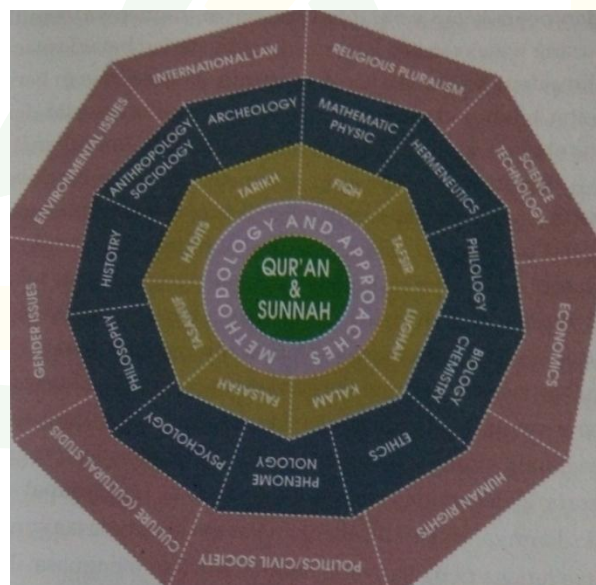 QUR'AN
&
SUNNAH
METHODOLOGY AND APPROACHES
FIQH
TAFSIR
LUGHAH
KALAM
FALSAFAH
TASAWUF
HADITS
TARIKH
MATHEMATIC
PHYSIC
HERMENEUTICS
PHILOLOGY
BIOLOGY
CHEMISTRY
ETHICS
PHENOME
NOLOGY
PSYCHOLOGY
PHILOSOPHY
HISTOTRY
ANTHROPOLOGY
SOCIOLOGY
ARCHEOLOGY
RELIGIOUS PLURALISM
SCIENCE
TECHNOLOGY
ECONOMICS
HUMAN RIGHTS
POLITICS/CIVIL SOCIETY
CULTURE (CULTURAL STUDIS
GENDER ISSUES
ENVIRONMENTAL ISSUES
INTERNATIONAL LAW